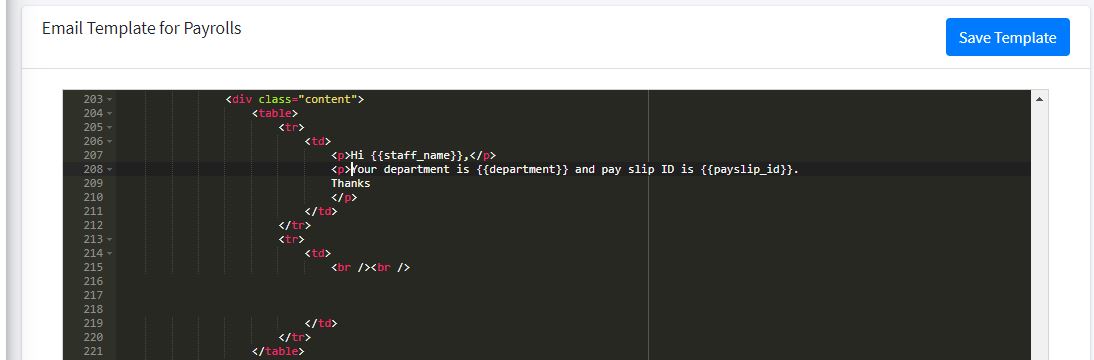 Email Template for Payrolls
Save Template
203 <div class="content">
204 <table>
205 <tr>
206 <td>
207 <p>Hi {{staff_name}},</p>
208 <p>Your department is {{department}} and pay slip ID is {{payslip_id}}.
209 Thanks
210 </p>
211 </td>
212 </tr>
213 <tr>
214 <td>
215 <br /><br />
216
217
218
219 </td>
220 </tr>
221 </table>